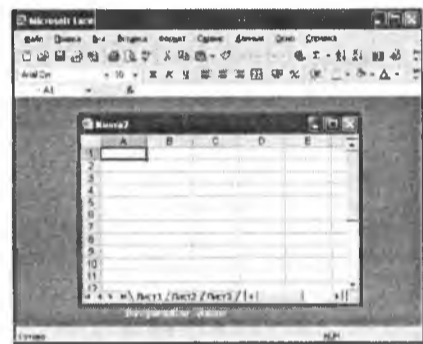 Microsoft Excel
Файл Правка Вид Вставка Формат Сервис Данные Окно Справка
Arial Cyr 10 Ж К Ч
A1
Книга2
A B C D E
1
2
3
4
5
6
7
8
9
10
11
12
Лист1 / Лист2 / Лист3
Готово NUM